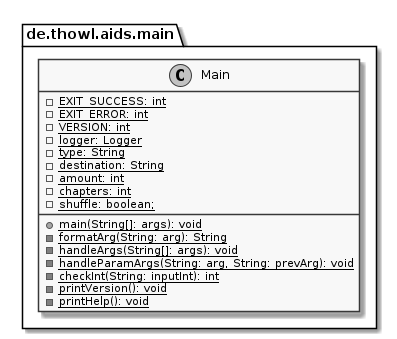 de.thowl.aids.main
C Main
EXIT_SUCCESS: int
EXIT_ERROR: int
VERSION: int
logger: Logger
type: String
destination: String
amount: int
chapters: int
shuffle: boolean;
main(String[]: args): void
formatArg(String: arg): String
handleArgs(String[]: args): void
handleParamArgs(String: arg, String: prevArg): void
checkInt(String: inputInt): int
printVersion(): void
printHelp(): void